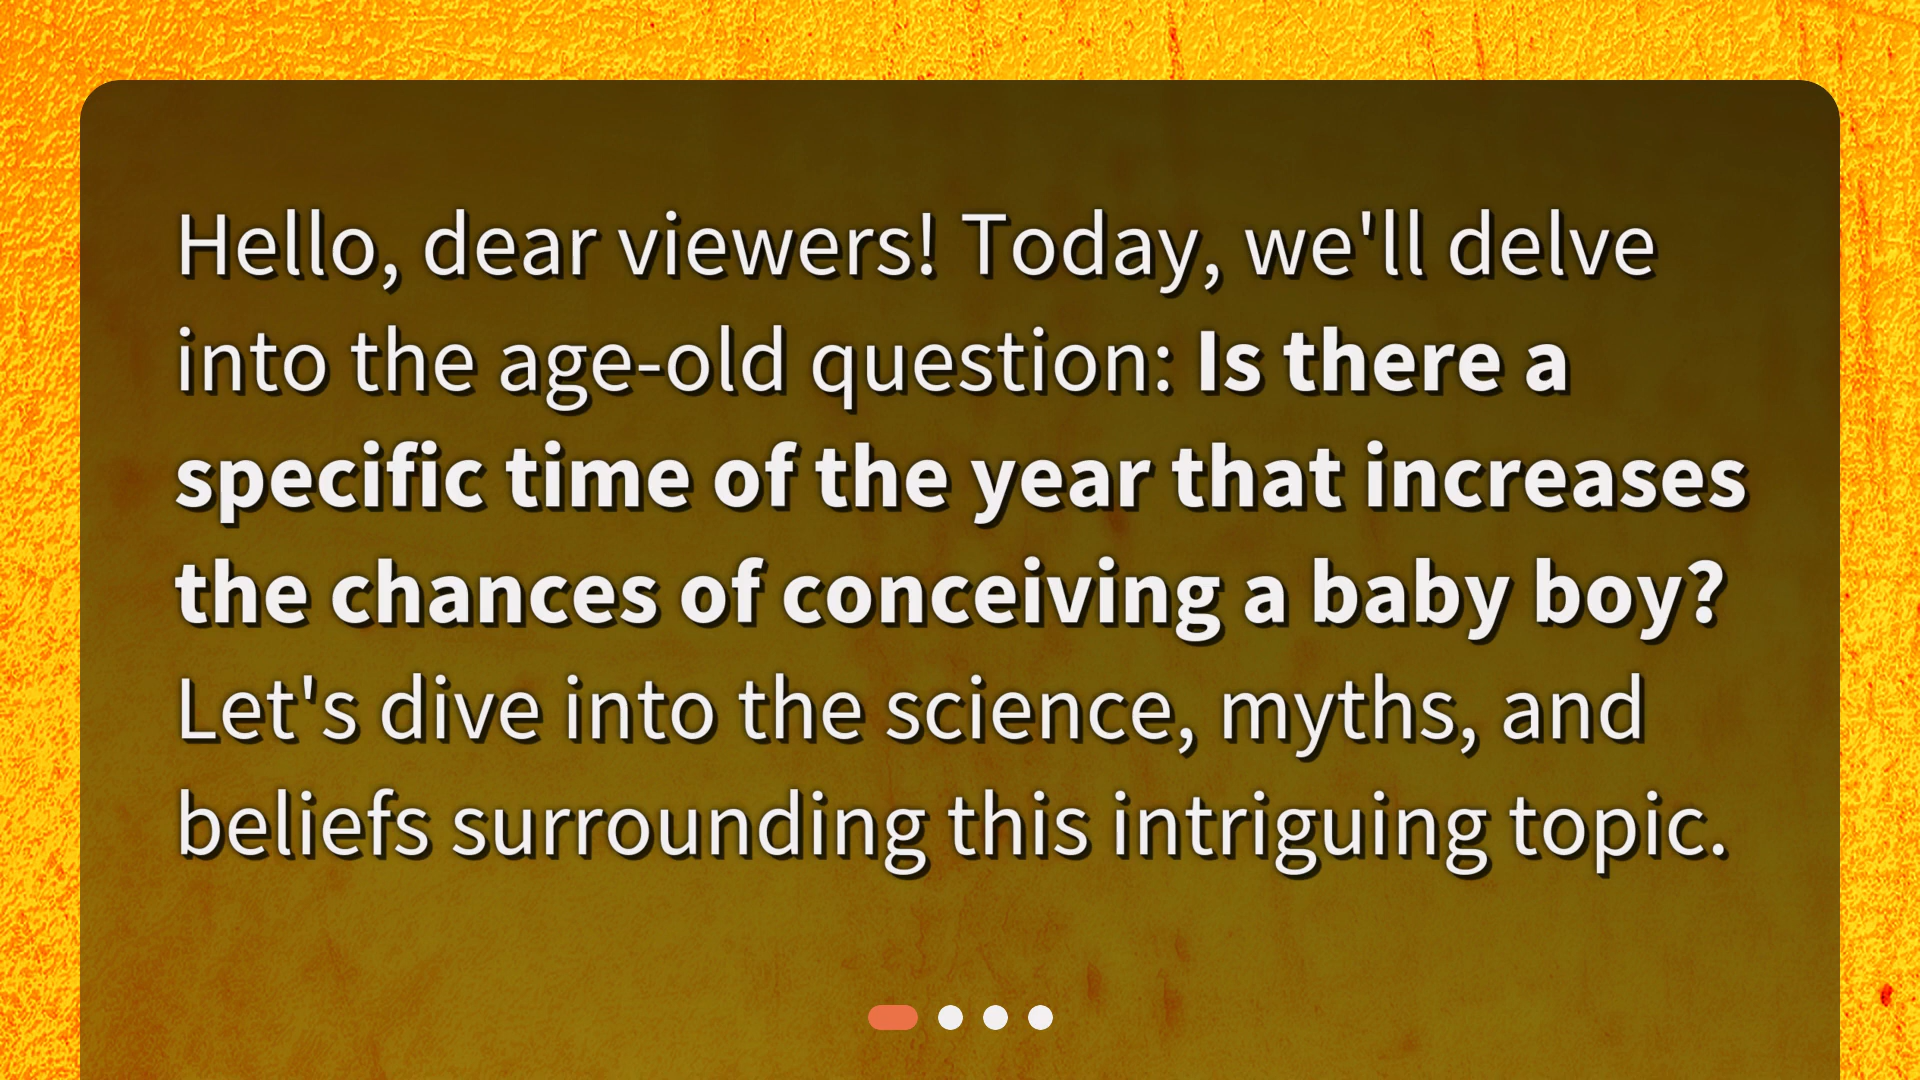 Hello, dear viewers! Today, we'll delve
into the age-old question: Is there a
specific time of the year that increases
the chances of conceiving a baby boy?
Let's dive into the science, myths, and
beliefs surrounding this intriguing topic.